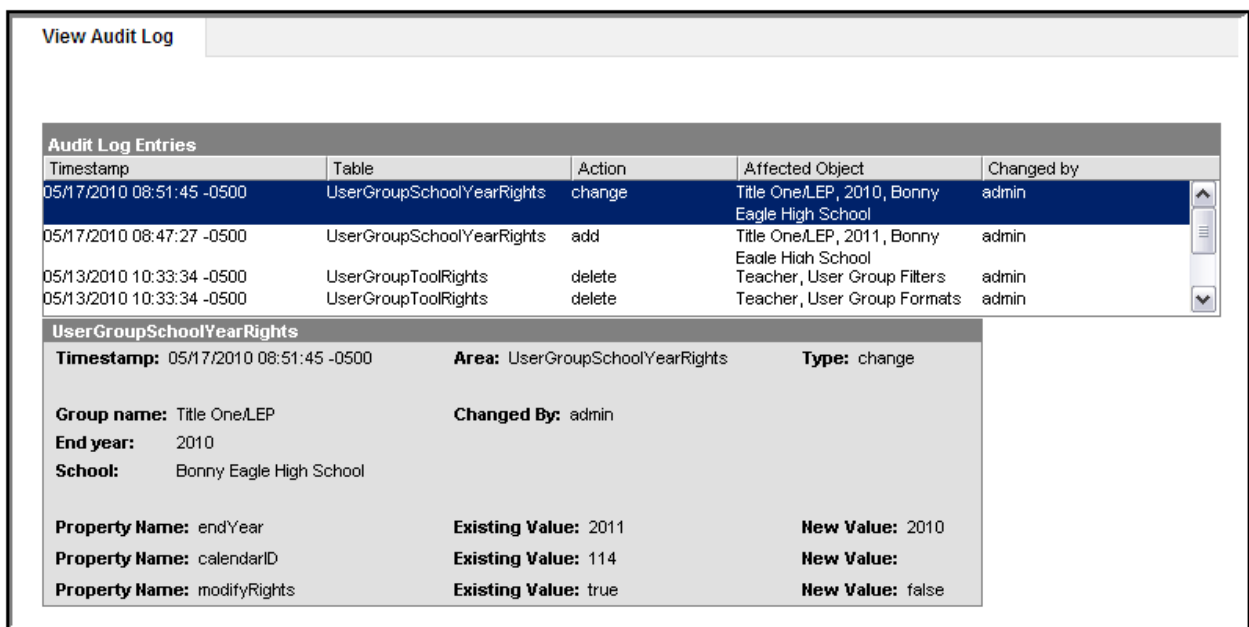 View Audit Log
Audit Log Entries
Timestamp Table Action Affected Object Changed by
05/17/2010 08:51:45 -0500 UserGroupSchoolYearRights change Title One/LEP, 2010, Bonny admin
Eagle High School
05/17/2010 08:47:27 -0500 UserGroupSchoolYearRights add Title One/LEP, 2011, Bonny admin
Eagle High School
05/13/2010 10:33:34 -0500 UserGroupToolRights delete Teacher, User Group Filters admin
05/13/2010 10:33:34 -0500 UserGroupToolRights delete Teacher, User Group Formats admin
UserGroupSchoolYearRights
Timestamp: 05/17/2010 08:51:45 -0500 Area: UserGroupSchoolYearRights Type: change
Group name: Title One/LEP Changed By: admin
End year: 2010
School: Bonny Eagle High School
Property Name: endYear Existing Value: 2011 New Value: 2010
Property Name: calendarID Existing Value: 114 New Value:
Property Name: modifyRights Existing Value: true New Value: false